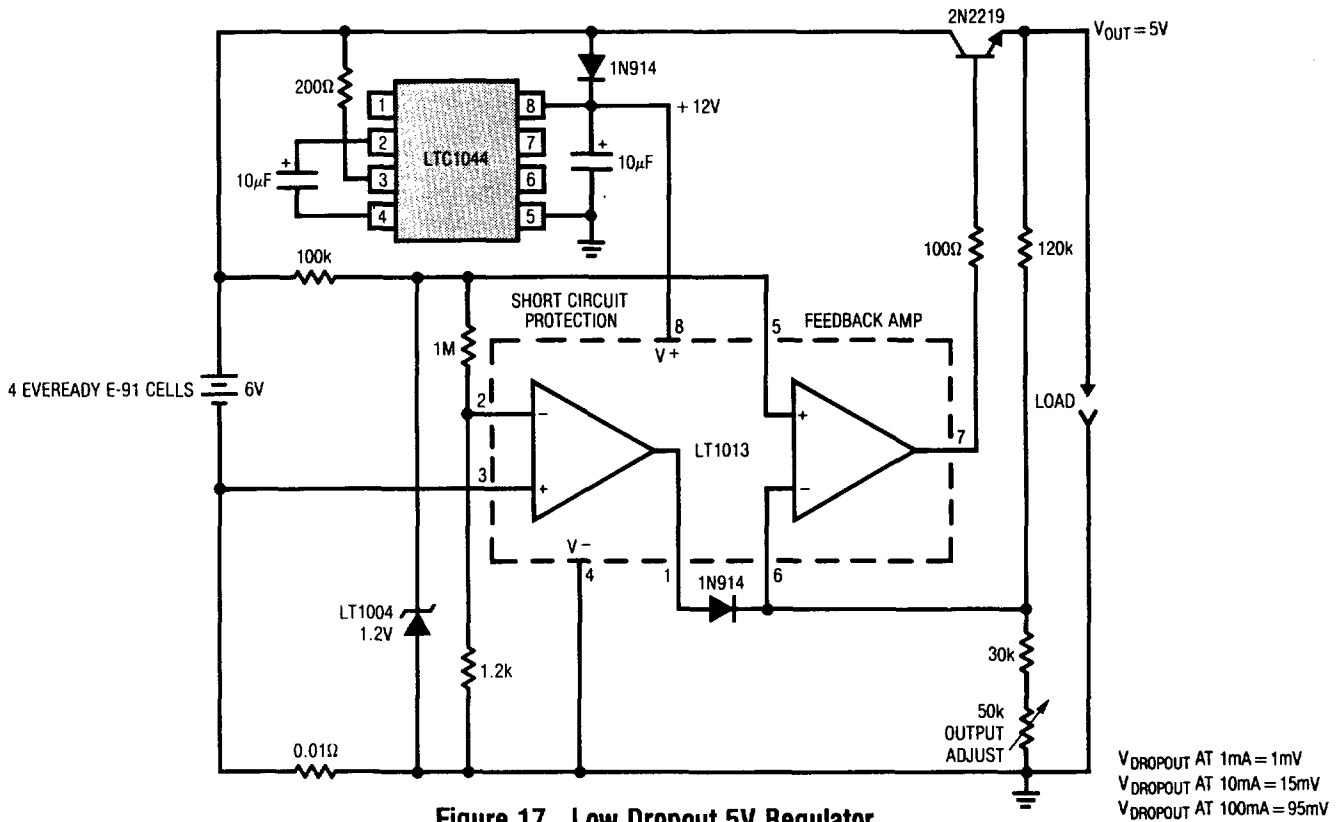 2N2219
V_OUT = 5V
1N914
200Ω
1
2
3
4
LTC1044
8
7
6
5
+ 12V
+
10μF
+
10μF
100k
100Ω
120k
SHORT CIRCUIT
PROTECTION
8
V+
5
FEEDBACK AMP
1M
4 EVEREADY E-91 CELLS
6V
2
−
3
+
LT1013
+
−
7
LOAD
V−
4
1
6
1N914
LT1004
1.2V
1.2k
30k
50k
OUTPUT
ADJUST
0.01Ω
V_DROPOUT AT 1mA = 1mV
V_DROPOUT AT 10mA = 15mV
V_DROPOUT AT 100mA = 95mV
Figure 17. Low Dropout 5V Regulator